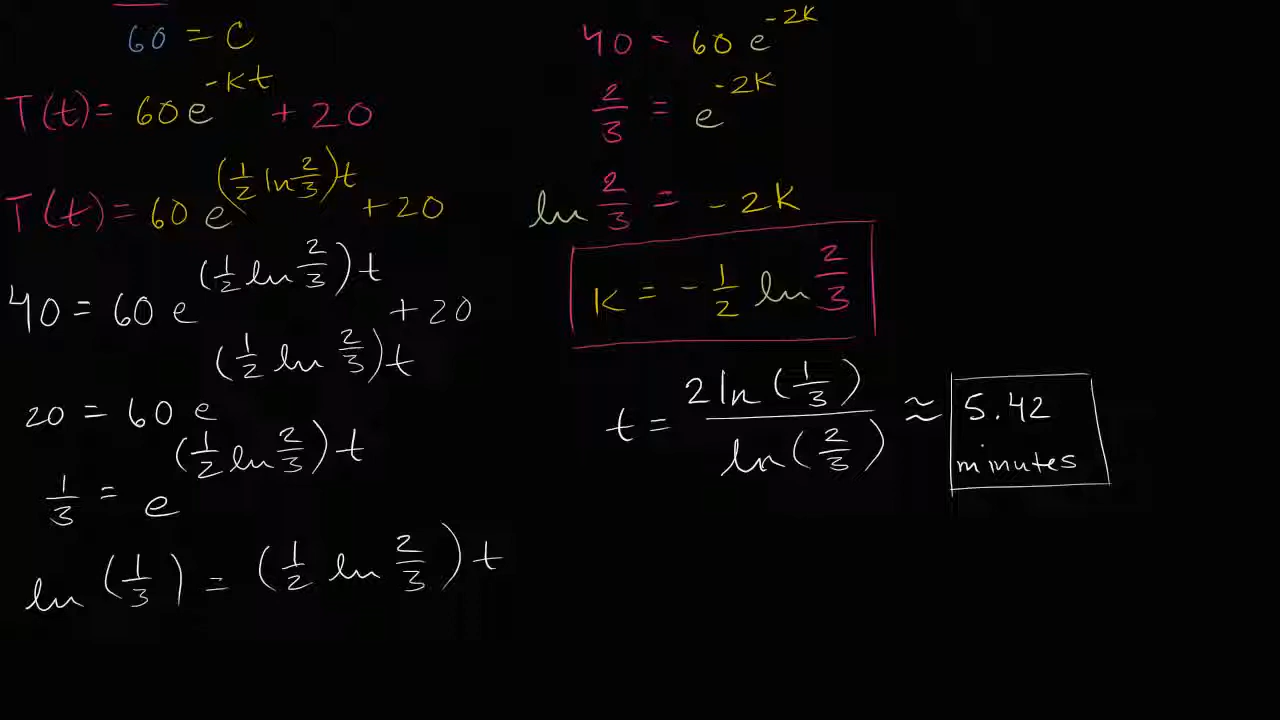 60 = C
T(t) = 60e^(-kt) + 20
T(t) = 60e^((1/2 ln 2/3)t) + 20
40 = 60e^((1/2 ln 2/3)t) + 20
20 = 60e^((1/2 ln 2/3)t)
1/3 = e^((1/2 ln 2/3)t)
ln(1/3) = (1/2 ln 2/3)t
40 = 60e^(-2k)
2/3 = e^(-2k)
ln 2/3 = -2k
k = -1/2 ln 2/3
t = 2ln(1/3) / ln(2/3) ≈ 5.42
minutes